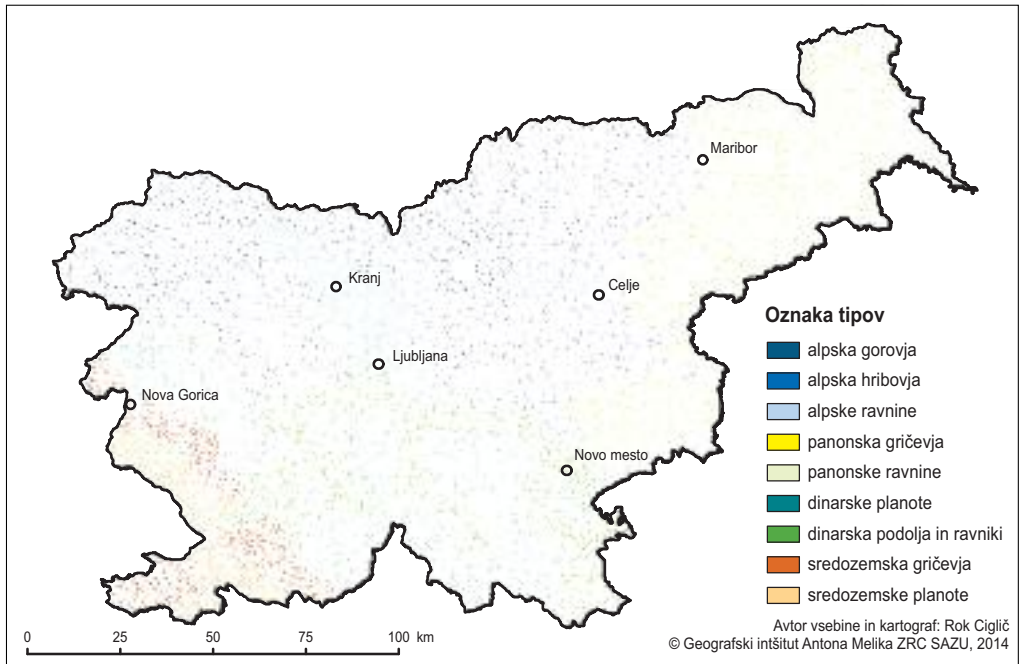 Maribor
Kranj
Celje
Ljubljana
Nova Gorica
Novo mesto
Oznaka tipov
alpska gorovja
alpska hribovja
alpske ravnine
panonska gričevja
panonske ravnine
dinarske planote
dinarska podolja in ravniki
sredozemska gričevja
sredozemske planote
0 25 50 75 100 km
Avtor vsebine in kartograf: Rok Ciglič
© Geografski intšitut Antona Melika ZRC SAZU, 2014